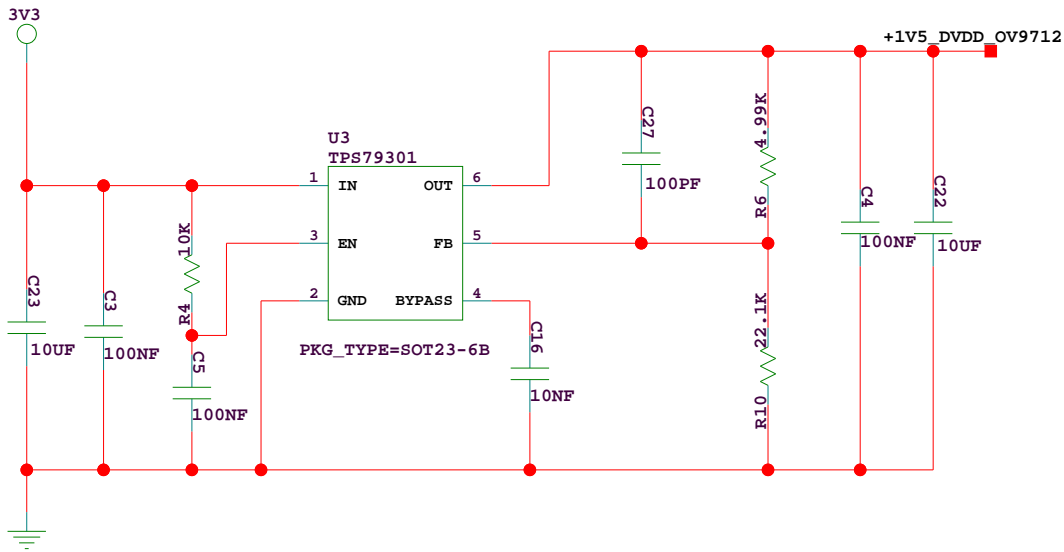 3V3
+1V5_DVDD_OV9712
U3
TPS79301
1
IN
OUT
6
3
EN
FB
5
2
GND
BYPASS
4
PKG_TYPE=SOT23-6B
C23
10UF
C3
100NF
10K
R4
C5
100NF
C16
10NF
C27
100PF
4.99K
R6
22.1K
R10
C4
100NF
C22
10UF